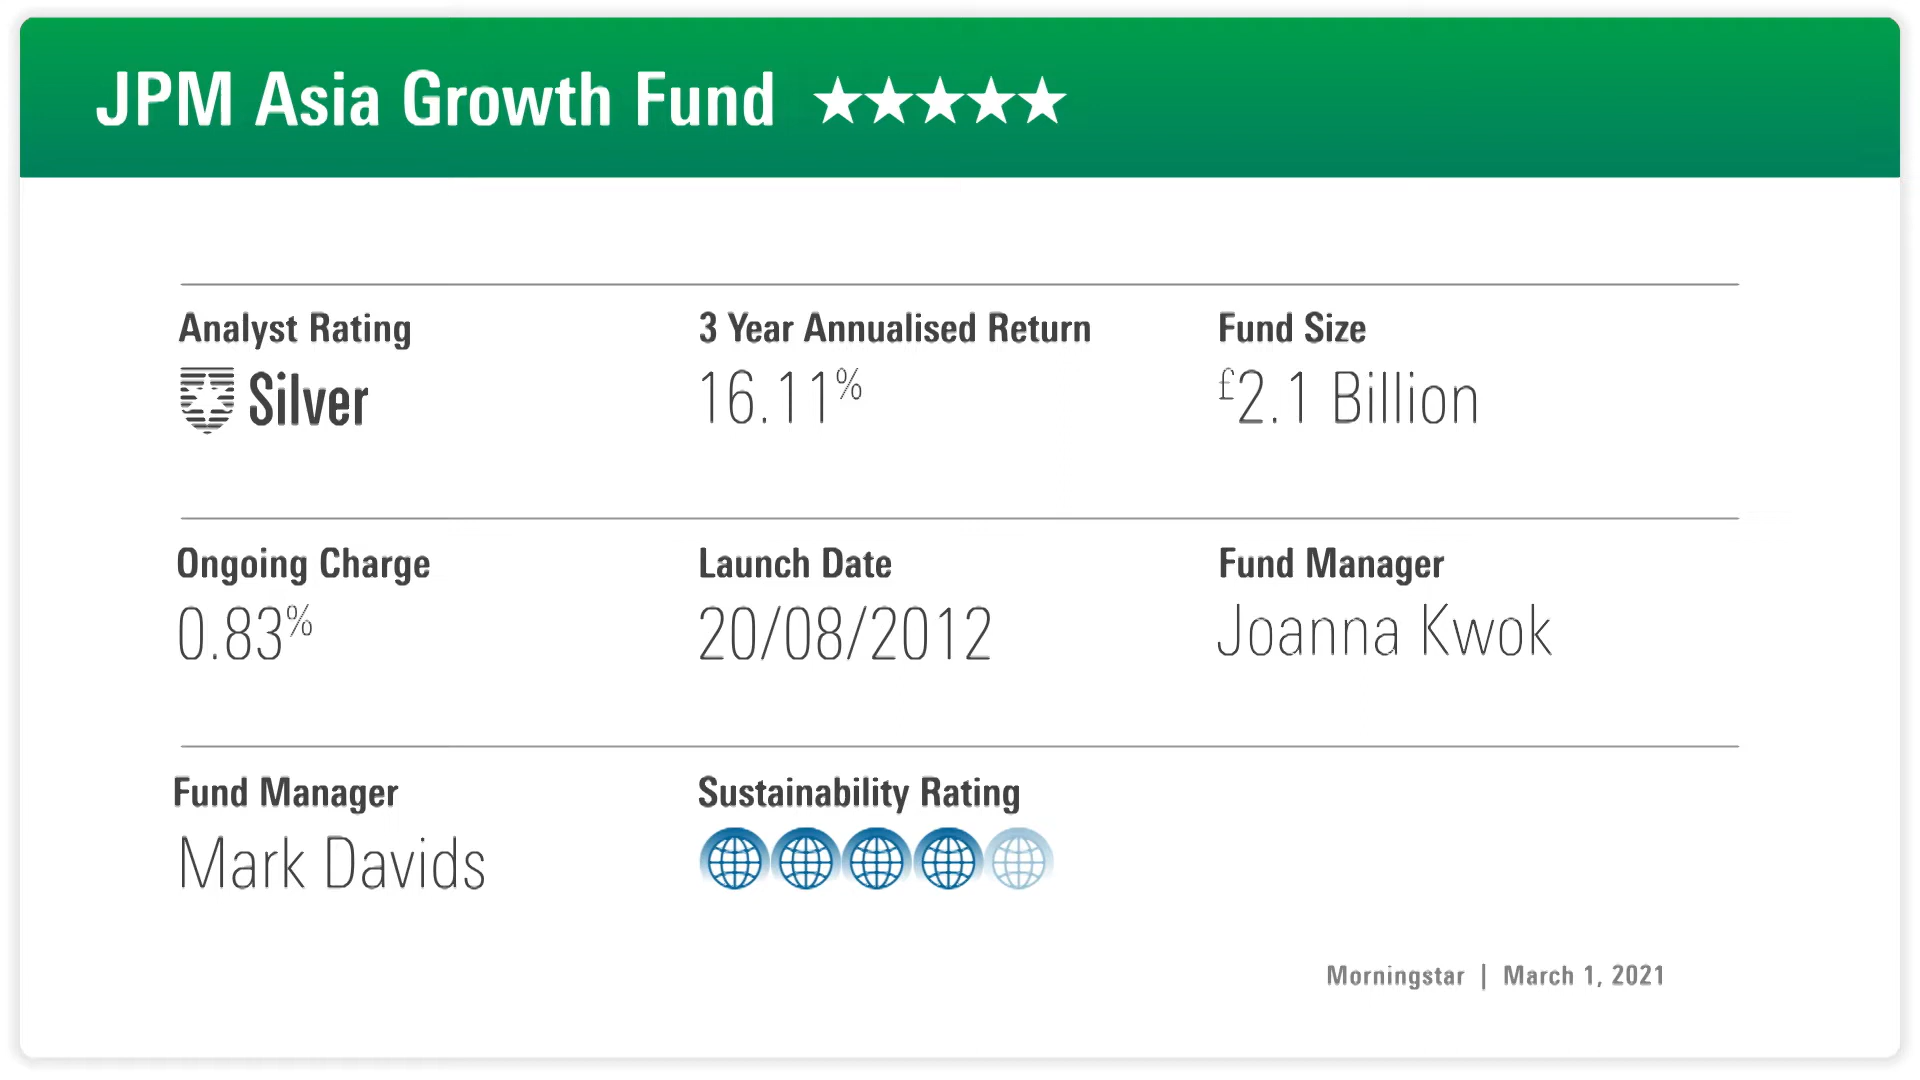 JPM Asia Growth Fund ★★★★★
Analyst Rating
Silver
3 Year Annualised Return
16.11%
Fund Size
£2.1 Billion
Ongoing Charge
0.83%
Launch Date
20/08/2012
Fund Manager
Joanna Kwok
Fund Manager
Mark Davids
Sustainability Rating
Morningstar | March 1, 2021